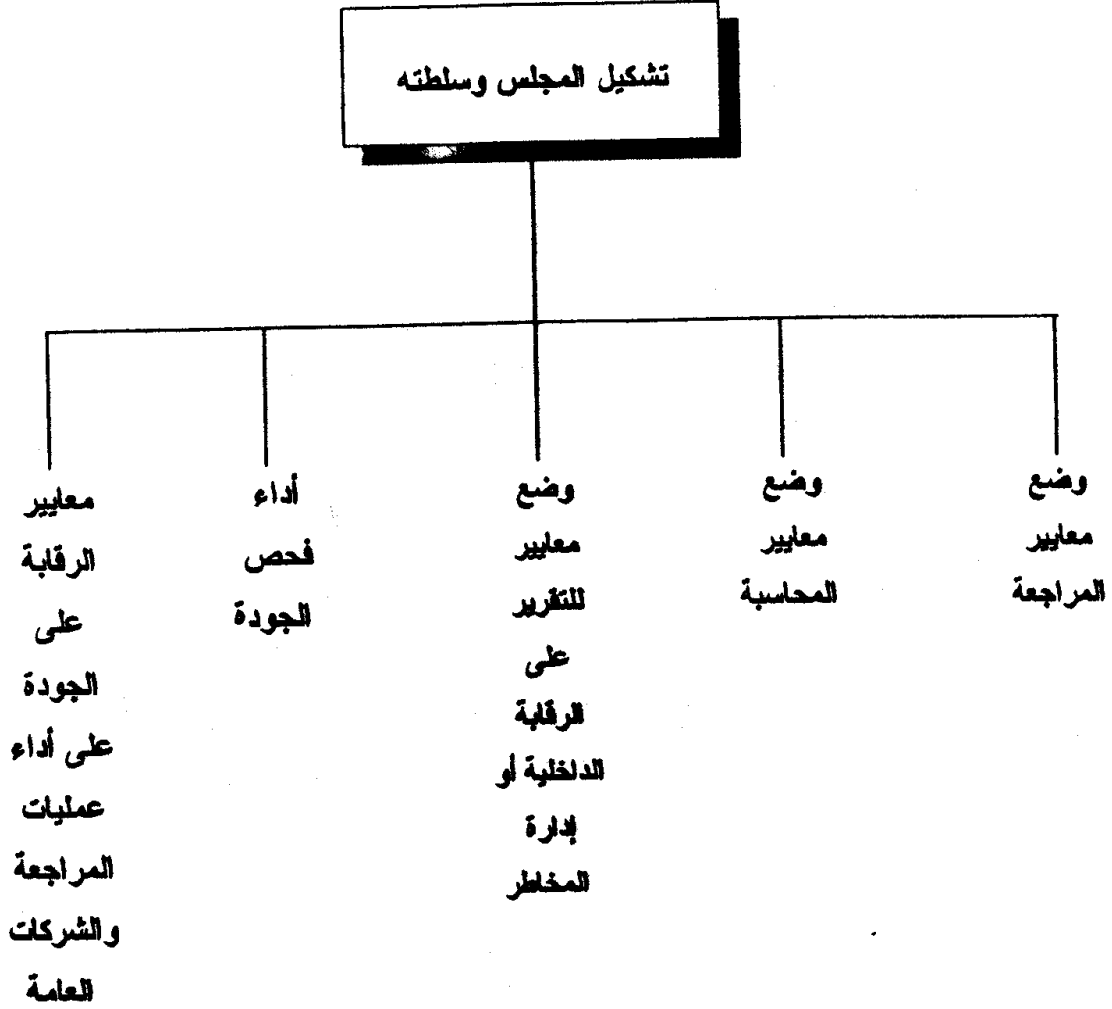 تشكيل المجلس وسلطته
وضع
معايير
المراجعة
وضع
معايير
المحاسبة
وضع
معايير
للتقرير
على
الرقابة
الداخلية أو
إدارة
المخاطر
أداء
فحص
الجودة
معايير
الرقابة
على
الجودة
على أداء
عمليات
المراجعة
والشركات
العامة